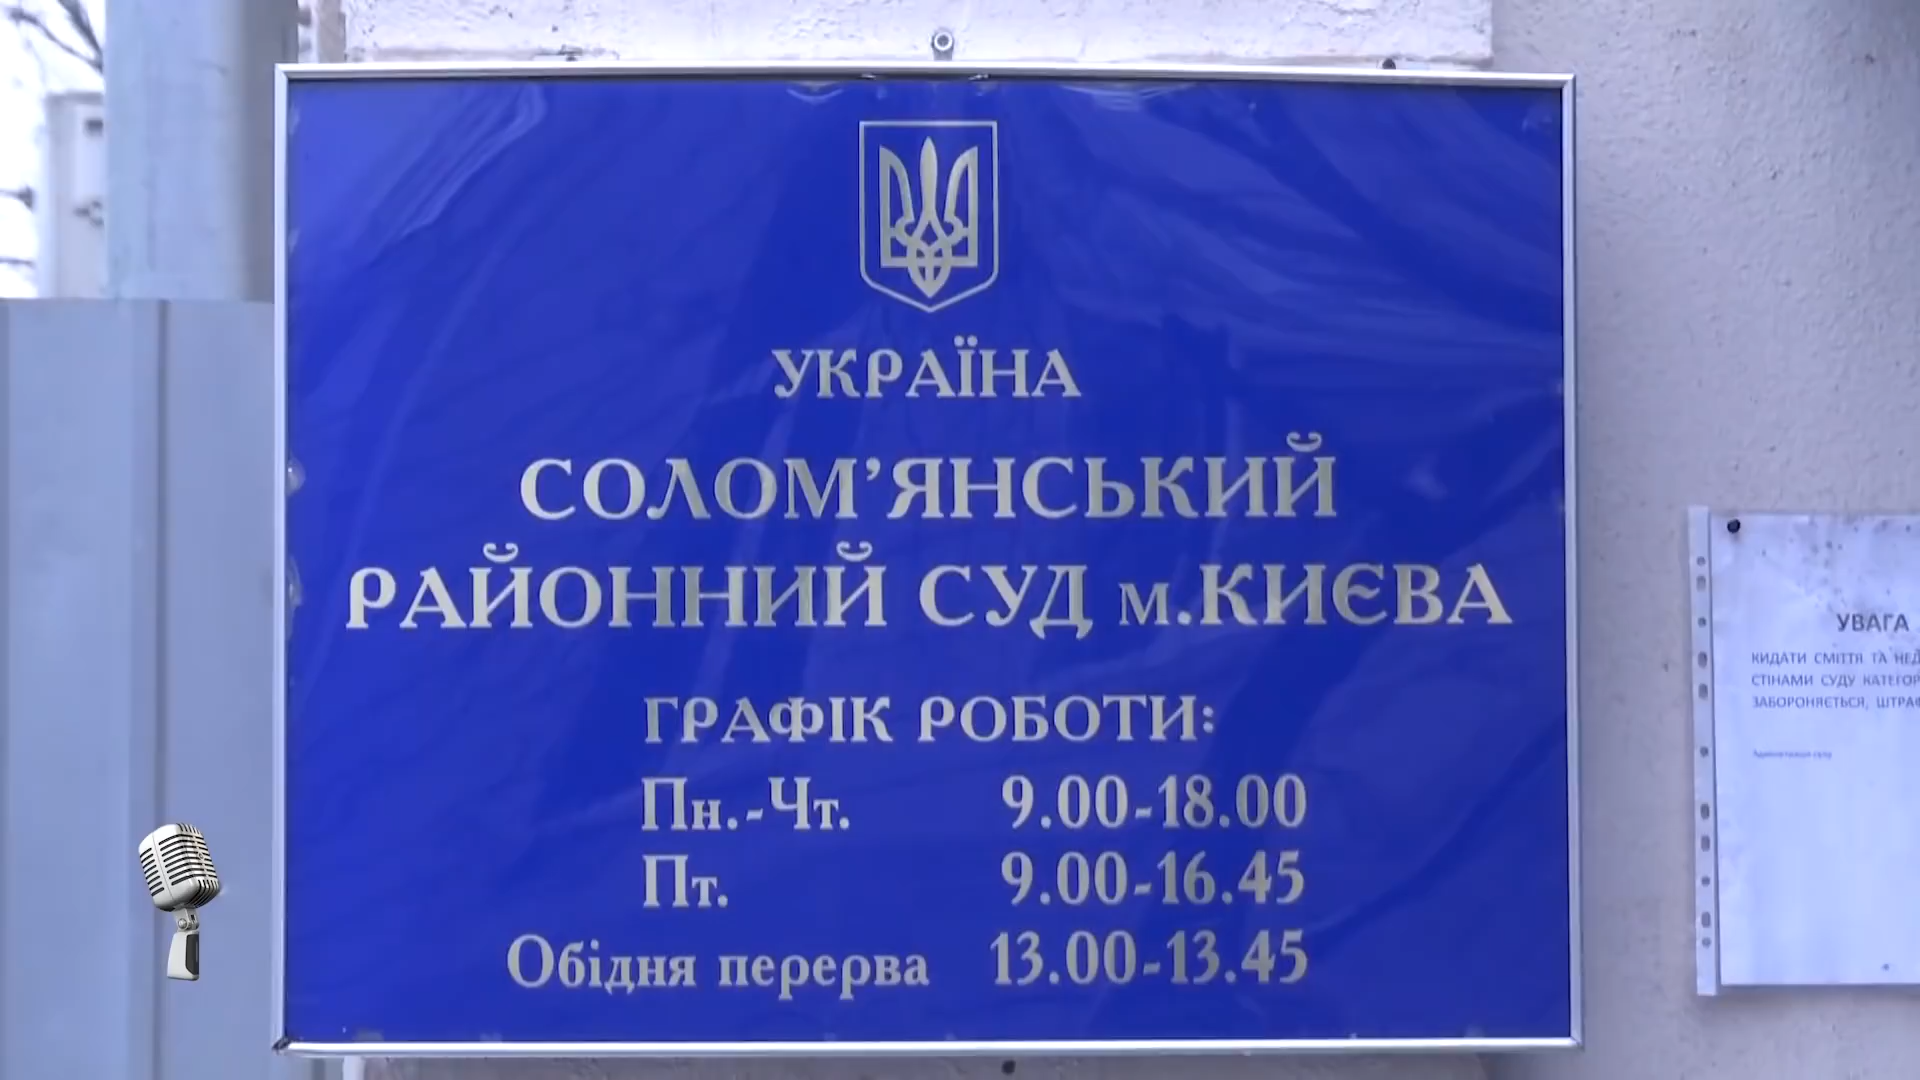 УКРАЇНА
СОЛОМ’ЯНСЬКИЙ
РАЙОННИЙ СУД м.КИЄВА
ГРАФІК РОБОТИ:
Пн.-Чт. 9.00-18.00
Пт. 9.00-16.45
Обідня перерва 13.00-13.45
УВАГА
КИДАТИ СМІТТЯ ТА НЕД
СТІНАМИ СУДУ КАТЕГОР
ЗАБОРОНЯЄТЬСЯ, ШТРАФ